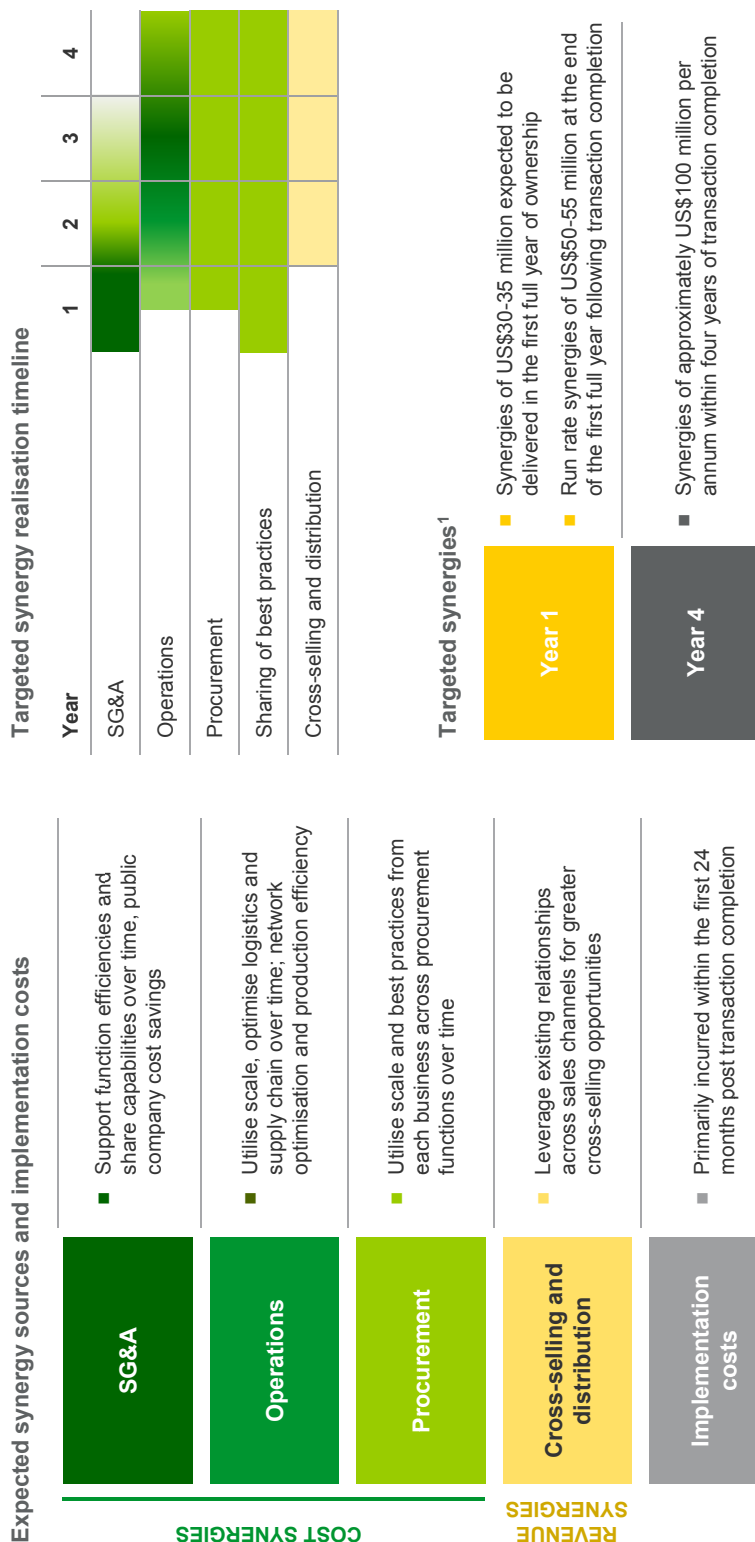 Expected synergy sources and implementation costs
COST SYNERGIES
SG&A
■ Support function efficiencies and
share capabilities over time, public
company cost savings
Operations
■ Utilise scale, optimise logistics and
supply chain over time; network
optimisation and production efficiency
Procurement
■ Utilise scale and best practices from
each business across procurement
functions over time
REVENUE
SYNERGIES
Cross-selling and
distribution
■ Leverage existing relationships
across sales channels for greater
cross-selling opportunities
Implementation
costs
■ Primarily incurred within the first 24
months post transaction completion
Targeted synergy realisation timeline
Year 1 2 3 4
SG&A
Operations
Procurement
Sharing of best practices
Cross-selling and distribution
Targeted synergies¹
Year 1
■ Synergies of US$30-35 million expected to be
delivered in the first full year of ownership
■ Run rate synergies of US$50-55 million at the end
of the first full year following transaction completion
Year 4
■ Synergies of approximately US$100 million per
annum within four years of transaction completion